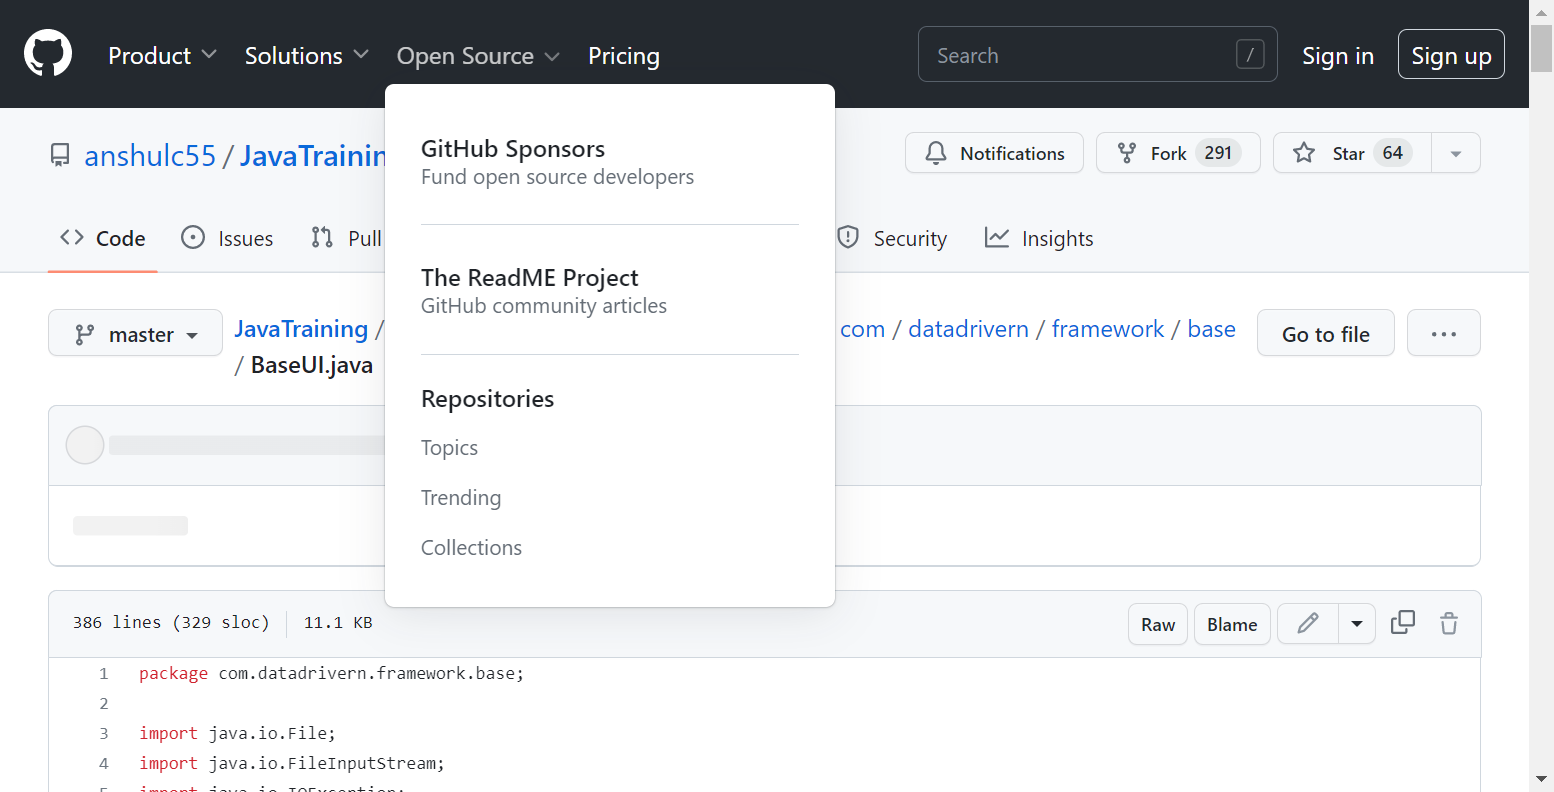 Product Solutions Open Source Pricing Search / Sign in Sign up
anshulc55 / JavaTrainin
Notifications Fork 291 Star 64
GitHub Sponsors
Fund open source developers
Code Issues Pull Security Insights
The ReadME Project
GitHub community articles
master JavaTraining / com / datadrivern / framework / base Go to file
/ BaseUI.java
Repositories
Topics
Trending
Collections
386 lines (329 sloc) 11.1 KB Raw Blame
1 package com.datadrivern.framework.base;
2
3 import java.io.File;
4 import java.io.FileInputStream;
5 import java.io.IOException;